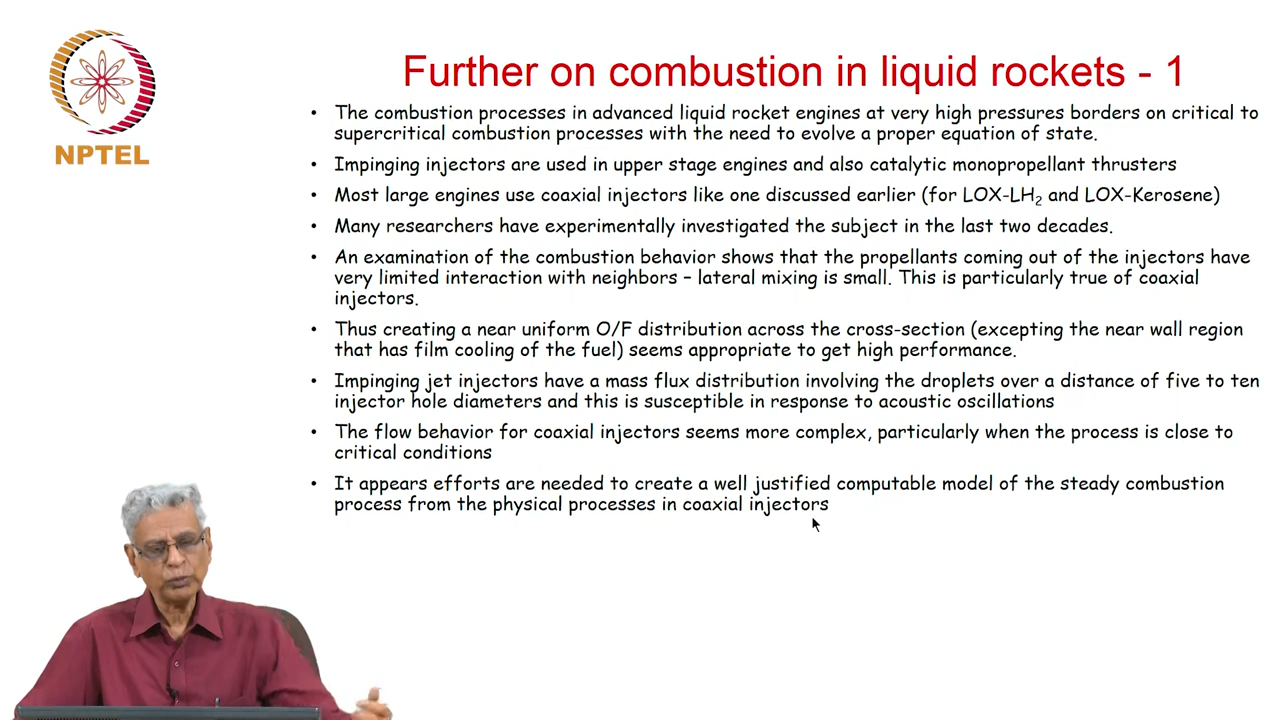 Further on combustion in liquid rockets - 1
NPTEL
• The combustion processes in advanced liquid rocket engines at very high pressures borders on critical to
supercritical combustion processes with the need to evolve a proper equation of state.
• Impinging injectors are used in upper stage engines and also catalytic monopropellant thrusters
• Most large engines use coaxial injectors like one discussed earlier (for LOX-LH₂ and LOX-Kerosene)
• Many researchers have experimentally investigated the subject in the last two decades.
• An examination of the combustion behavior shows that the propellants coming out of the injectors have
very limited interaction with neighbors – lateral mixing is small. This is particularly true of coaxial
injectors.
• Thus creating a near uniform O/F distribution across the cross-section (excepting the near wall region
that has film cooling of the fuel) seems appropriate to get high performance.
• Impinging jet injectors have a mass flux distribution involving the droplets over a distance of five to ten
injector hole diameters and this is susceptible in response to acoustic oscillations
• The flow behavior for coaxial injectors seems more complex, particularly when the process is close to
critical conditions
• It appears efforts are needed to create a well justified computable model of the steady combustion
process from the physical processes in coaxial injectors